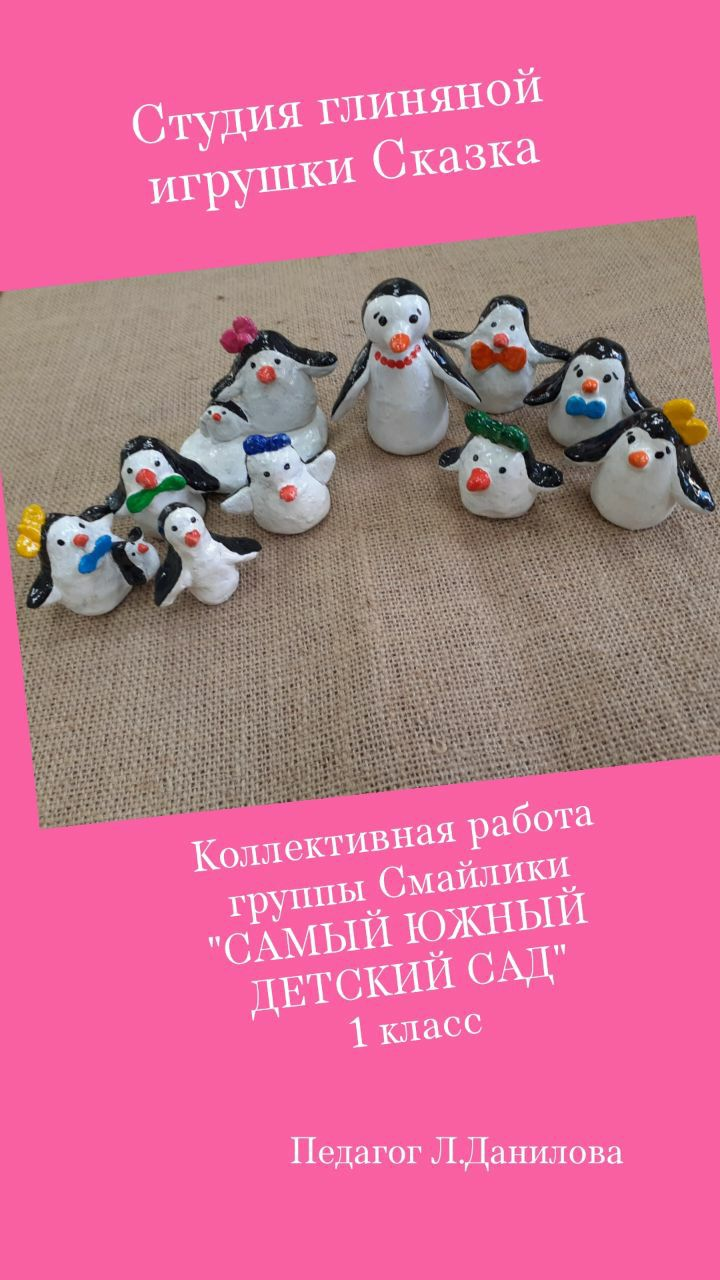 Студия глиняной
игрушки Сказка
Коллективная работа
группы Смайлики
"САМЫЙ ЮЖНЫЙ
ДЕТСКИЙ САД"
1 класс
Педагог Л.Данилова